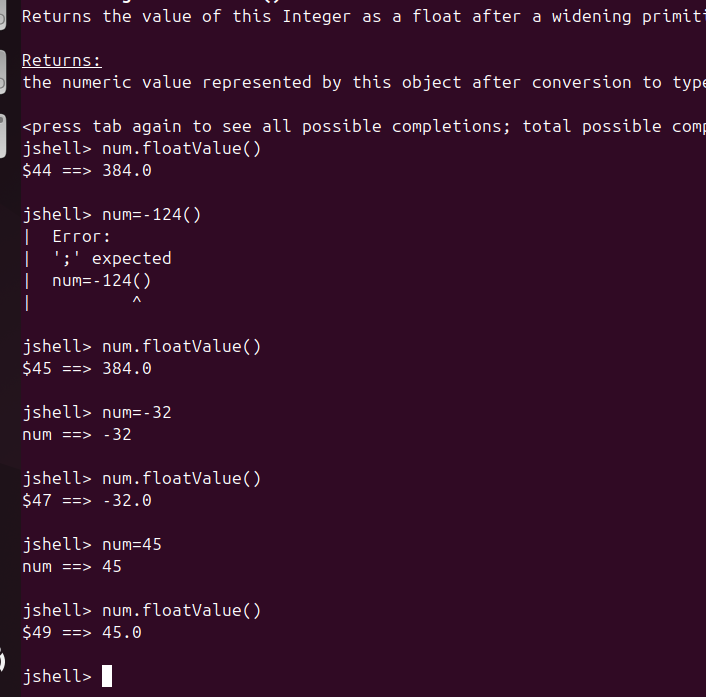 Returns the value of this Integer as a float after a widening
Returns:
the numeric value represented by this object after conversion to
<press tab again to see all possible completions; total possible
jshell> num.floatValue()
$44 ==> 384.0
jshell> num=-124()
|  Error:
|  ';' expected
|  num=-124()
|          ^
jshell> num.floatValue()
$45 ==> 384.0
jshell> num=-32
num ==> -32
jshell> num.floatValue()
$47 ==> -32.0
jshell> num=45
num ==> 45
jshell> num.floatValue()
$49 ==> 45.0
jshell>